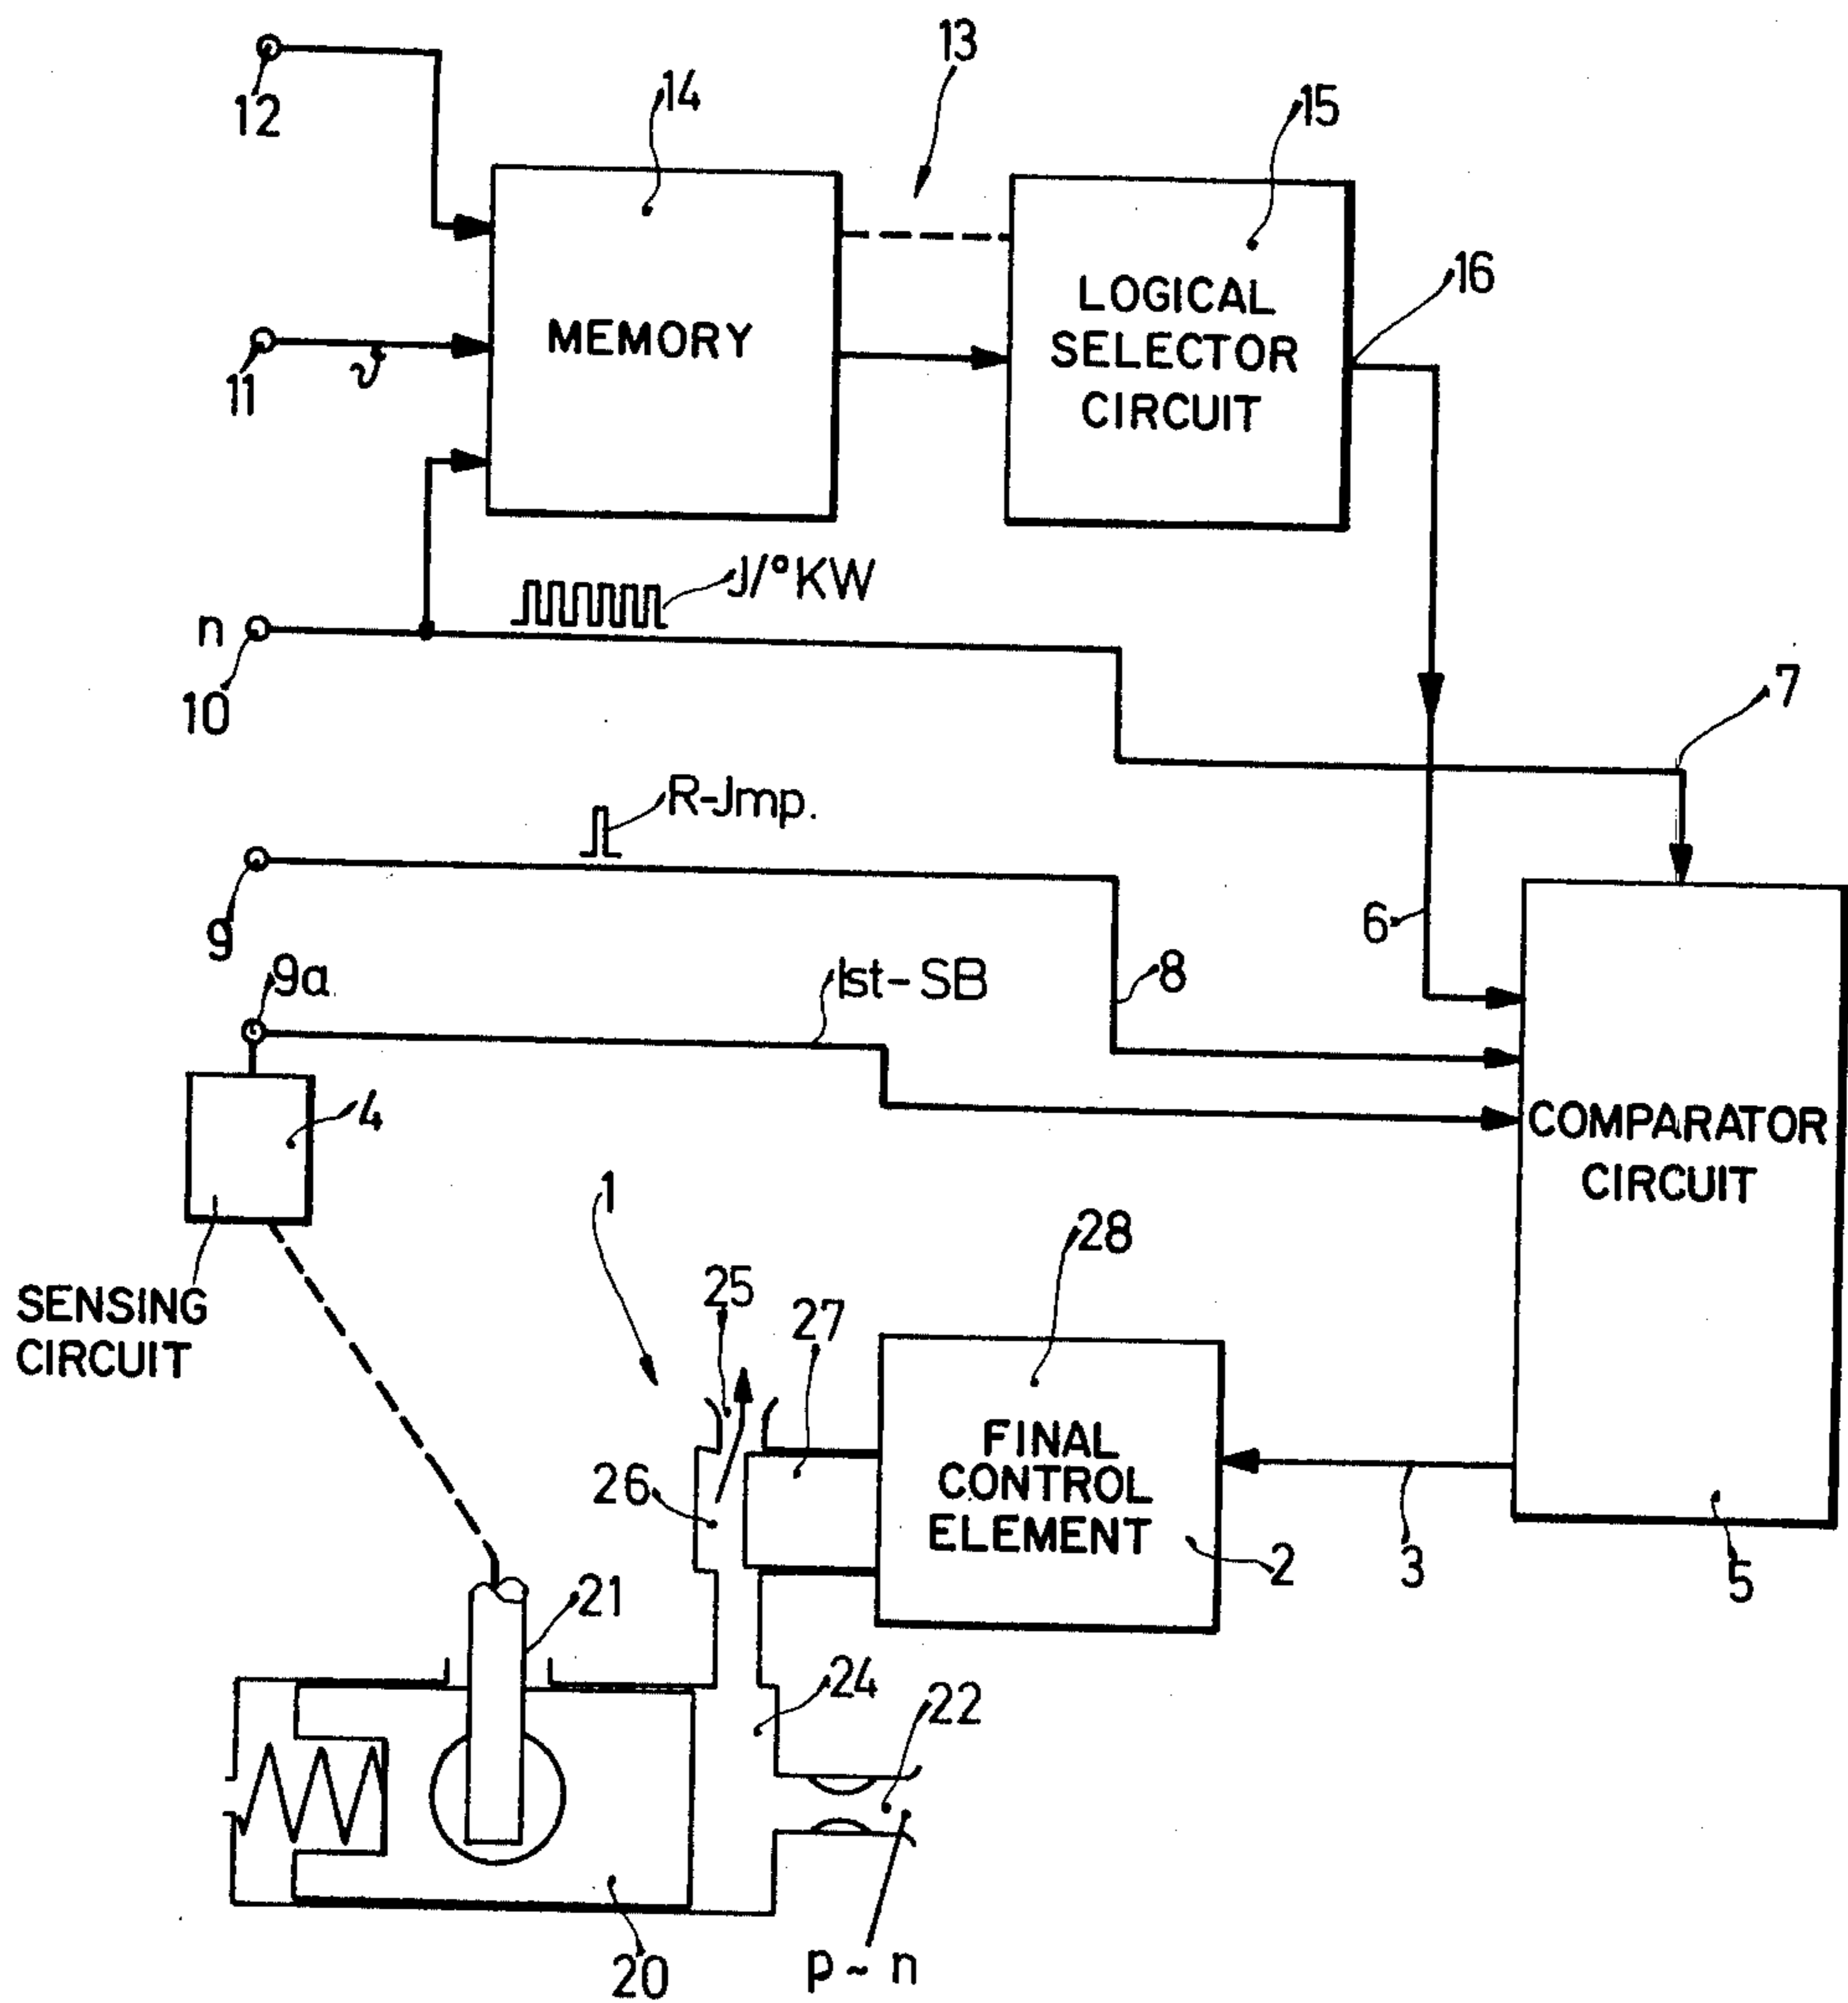 12
14
13
15
MEMORY
LOGICAL
SELECTOR
CIRCUIT
16
11
ϑ
n
10
J/°KW
7
R-Jmp.
9
6
9a
Ist-SB
8
4
COMPARATOR
CIRCUIT
SENSING
CIRCUIT
1
25
27
28
FINAL
CONTROL
ELEMENT
26
2
3
5
21
24
22
20
p~n